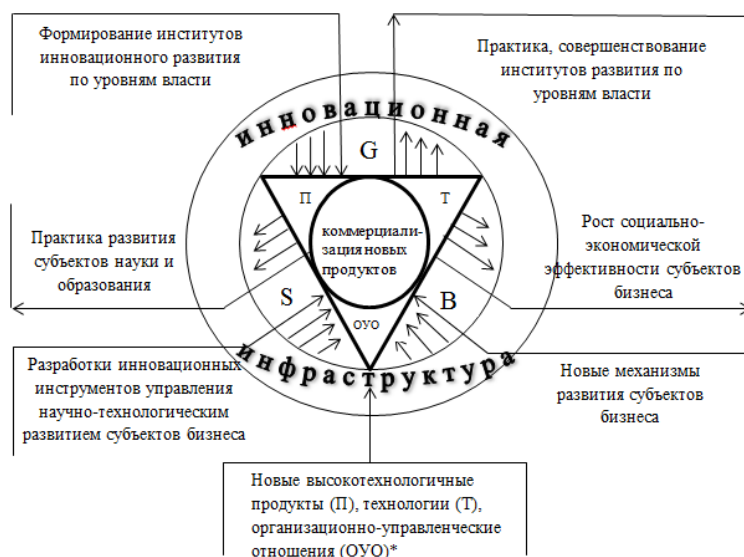 Формирование институтов
инновационного развития
по уровням власти
Практика, совершенствование
институтов развития по
уровням власти
инновационная
G
П
Т
коммерциали-
зация новых
продуктов
Практика развития
субъектов науки и
образования
Рост социально-
экономической
эффективности субъектов
бизнеса
S
B
ОУО
инфраструктура
Разработки инновационных
инструментов управления
научно-технологическим
развитием субъектов бизнеса
Новые механизмы
развития субъектов
бизнеса
Новые высокотехнологичные
продукты (П), технологии (Т),
организационно-управленческие
отношения (ОУО)*